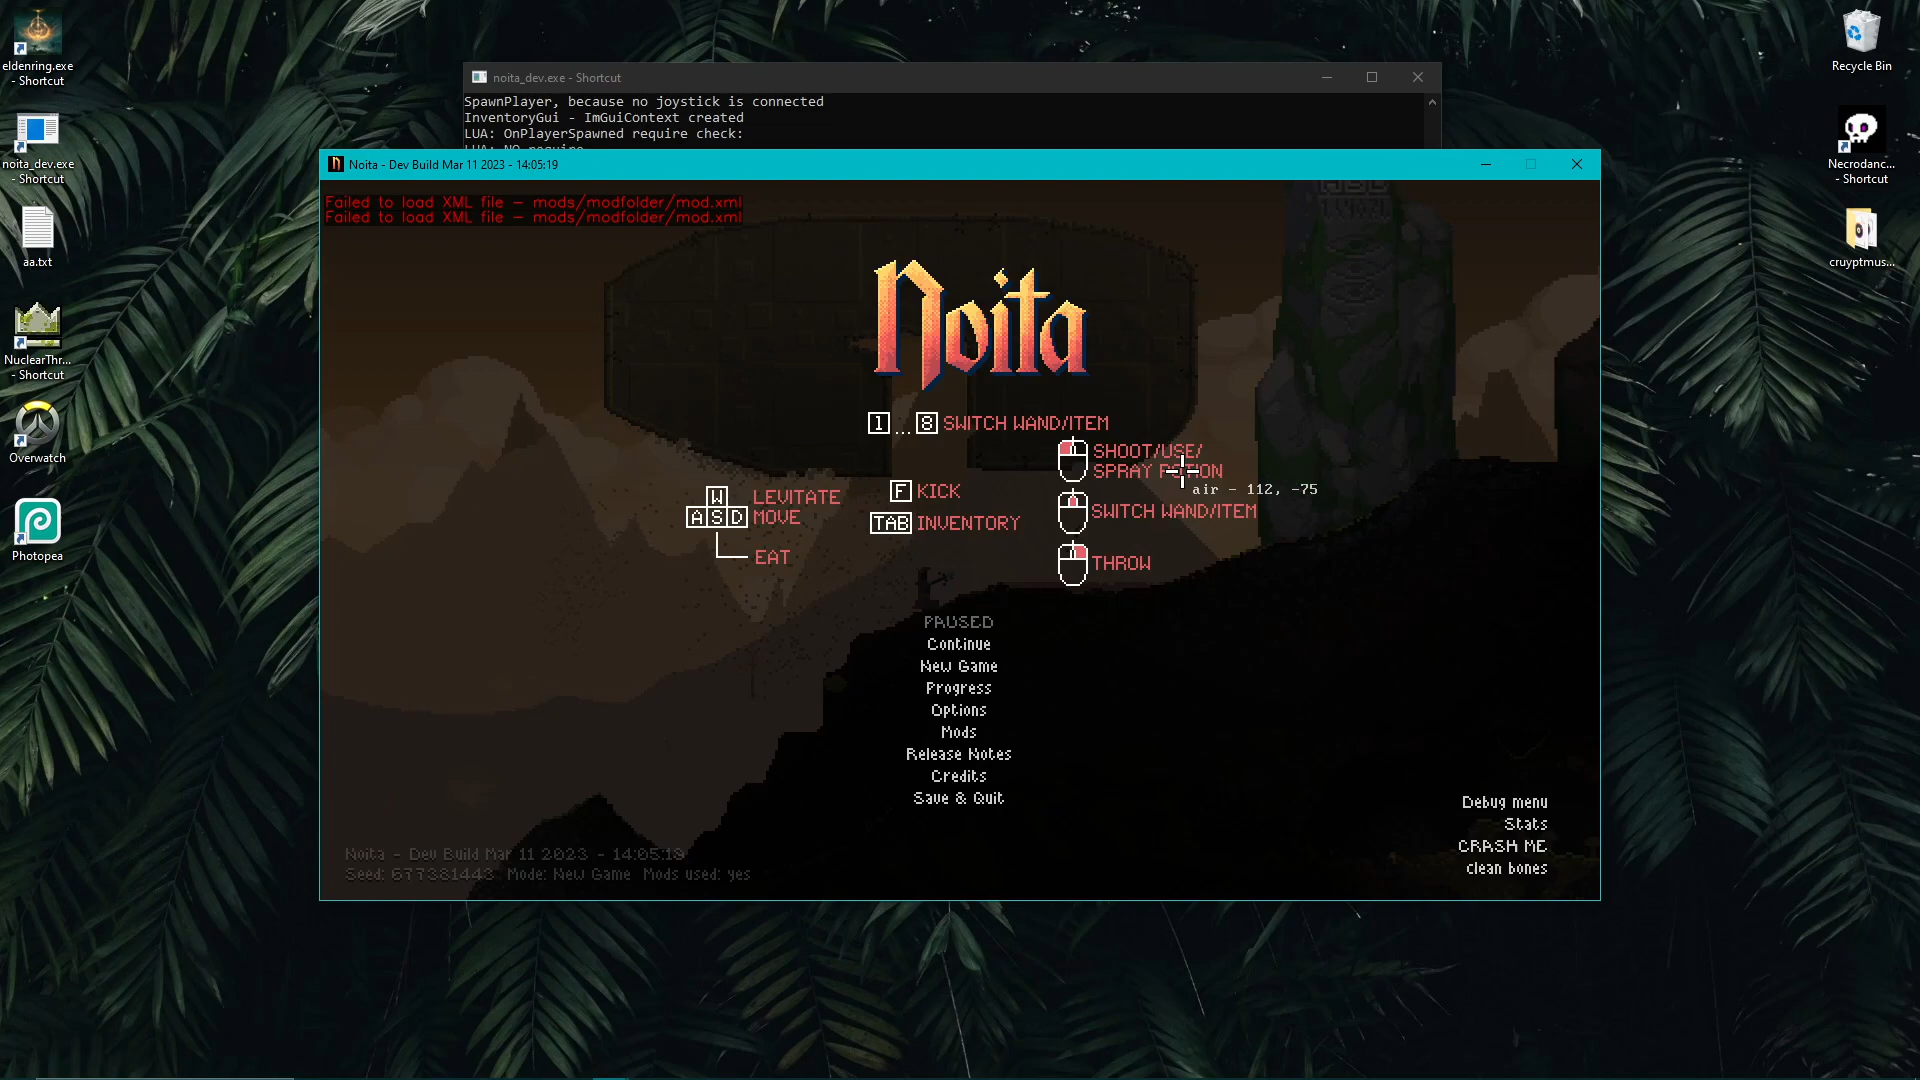 eldenring.exe
- Shortcut
noita_dev.exe
- Shortcut
aa.txt
NuclearThr...
- Shortcut
Overwatch
Photopea
Recycle Bin
Necrodanc...
- Shortcut
cruyptmus...
noita_dev.exe - Shortcut
SpawnPlayer, because no joystick is connected
InventoryGui - ImGuiContext created
LUA: OnPlayerSpawned require check:
LUA: NO require
Noita - Dev Build Mar 11 2023 - 14:05:19
Failed to load XML file - mods/modfolder/mod.xml
Failed to load XML file - mods/modfolder/mod.xml
Noita
1 ... 8 SWITCH WAND/ITEM
W LEVITATE
A S D MOVE
EAT
F KICK
TAB INVENTORY
SHOOT/USE/
SPRAY POTION
air - 112, -75
SWITCH WAND/ITEM
THROW
PAUSED
Continue
New Game
Progress
Options
Mods
Release Notes
Credits
Save & Quit
Debug menu
Stats
CRASH ME
clean bones
Noita - Dev Build Mar 11 2023 - 14:05:19
Seed: 677381443 Mode: New Game Mods used: yes